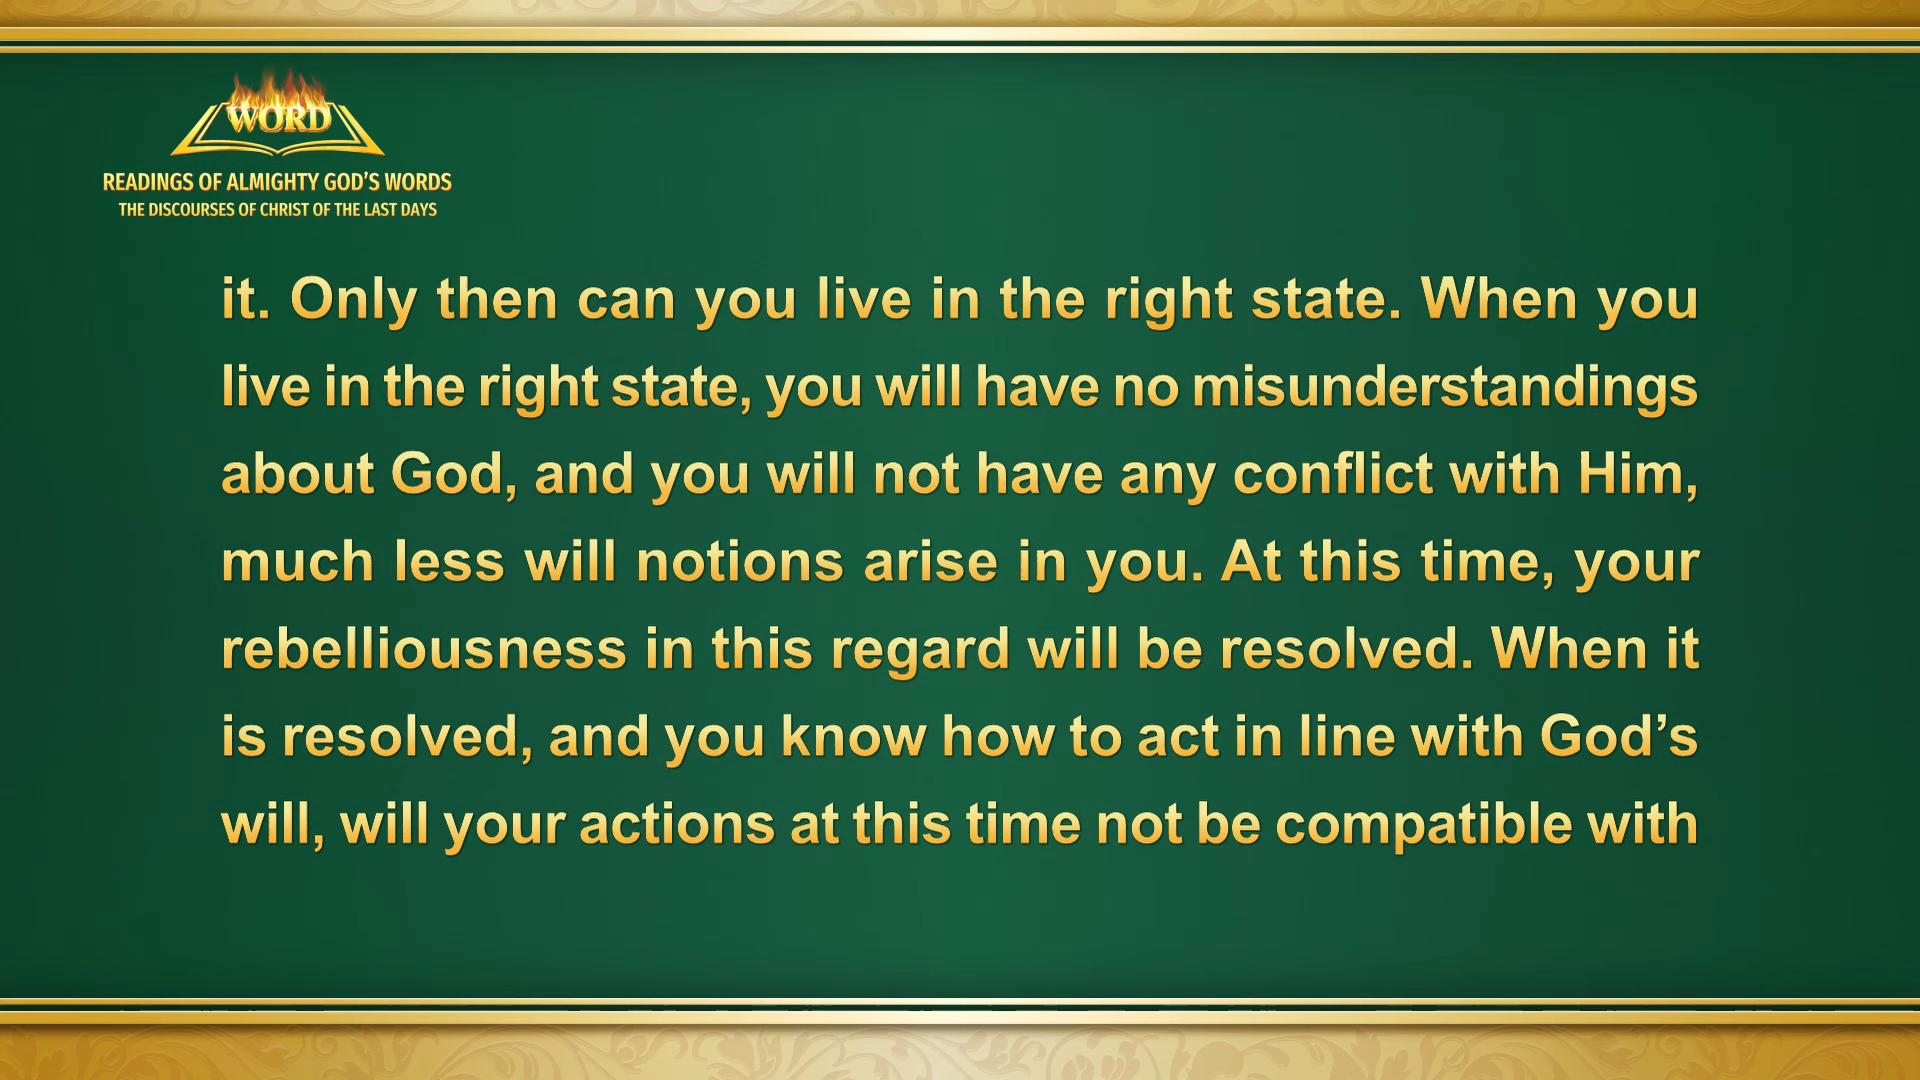 WORD
READINGS OF ALMIGHTY GOD’S WORDS
THE DISCOURSES OF CHRIST OF THE LAST DAYS
it. Only then can you live in the right state. When you
live in the right state, you will have no misunderstandings
about God, and you will not have any conflict with Him,
much less will notions arise in you. At this time, your
rebelliousness in this regard will be resolved. When it
is resolved, and you know how to act in line with God’s
will, will your actions at this time not be compatible with